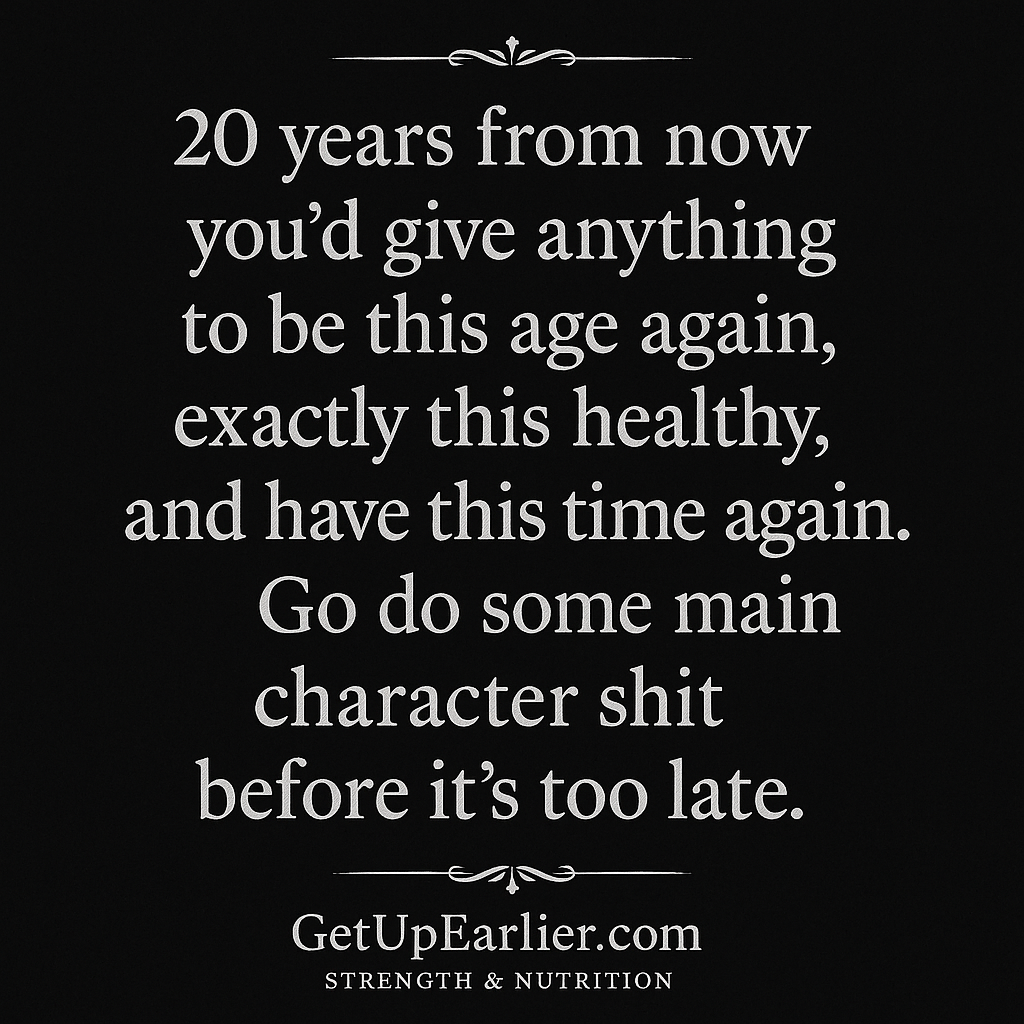 20 years from now
you’d give anything
to be this age again,
exactly this healthy,
and have this time again.
Go do some main
character shit
before it’s too late.
GetUpEarlier.com
STRENGTH & NUTRITION